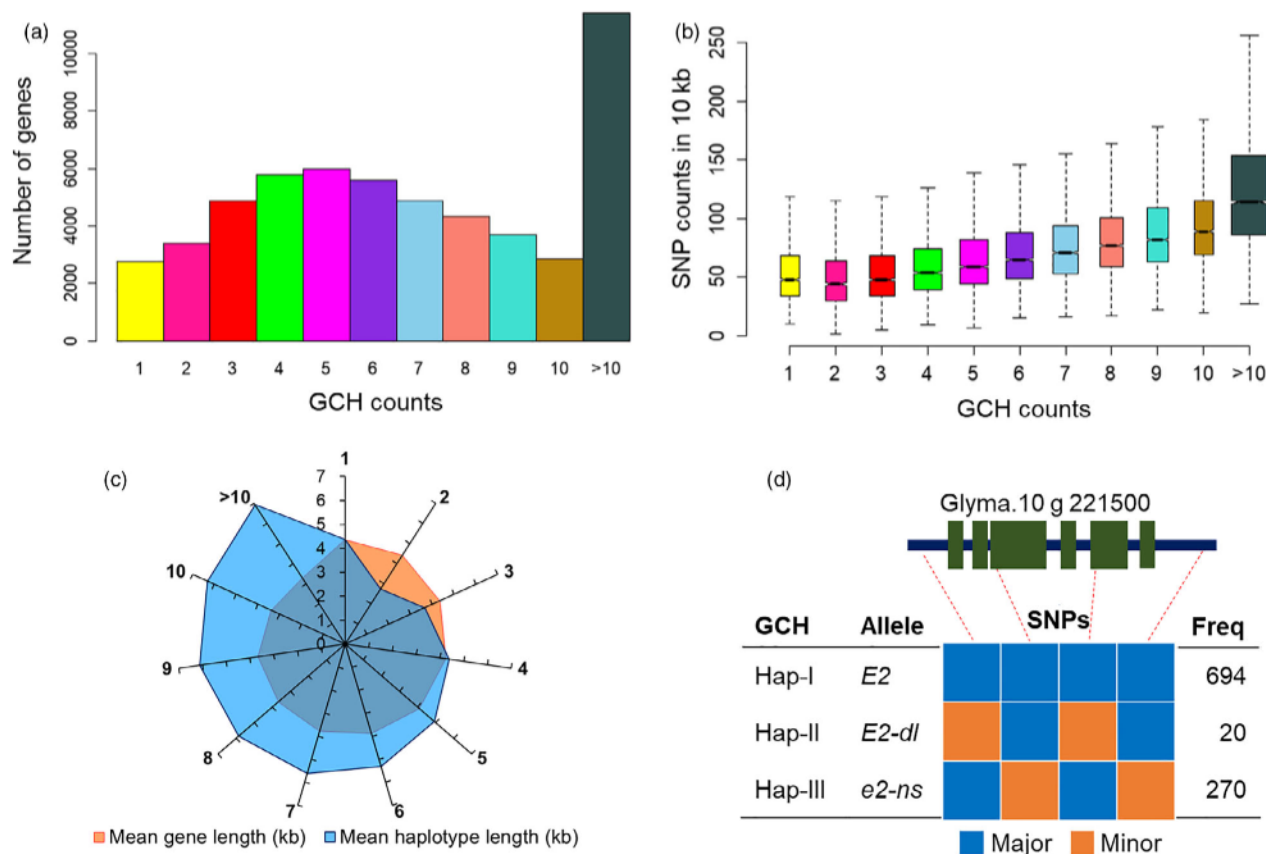 (a)
Number of genes
0 2000 4000 6000 8000 10000
1 2 3 4 5 6 7 8 9 10 >10
GCH counts
(b)
SNP counts in 10 kb
0 50 100 150 200 250
1 2 3 4 5 6 7 8 9 10 >10
GCH counts
(c)
1 2 3 4 5 6 7 8 9 10 >10
0 1 2 3 4 5 6 7
Mean gene length (kb) Mean haplotype length (kb)
(d)
Glyma.10 g 221500
GCH Allele SNPs Freq
Hap-I E2 694
Hap-II E2-dl 20
Hap-III e2-ns 270
Major Minor